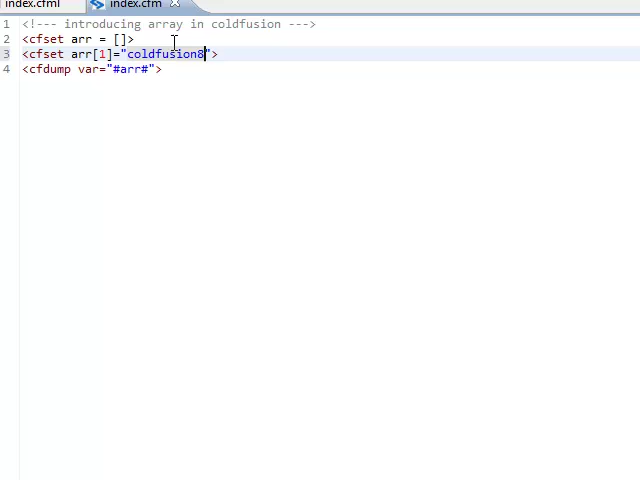 index.cfml index.cfm
1 <!--- introducing array in coldfusion --->
2 <cfset arr = []>
3 <cfset arr[1]="coldfusion8">
4 <cfdump var="#arr#">